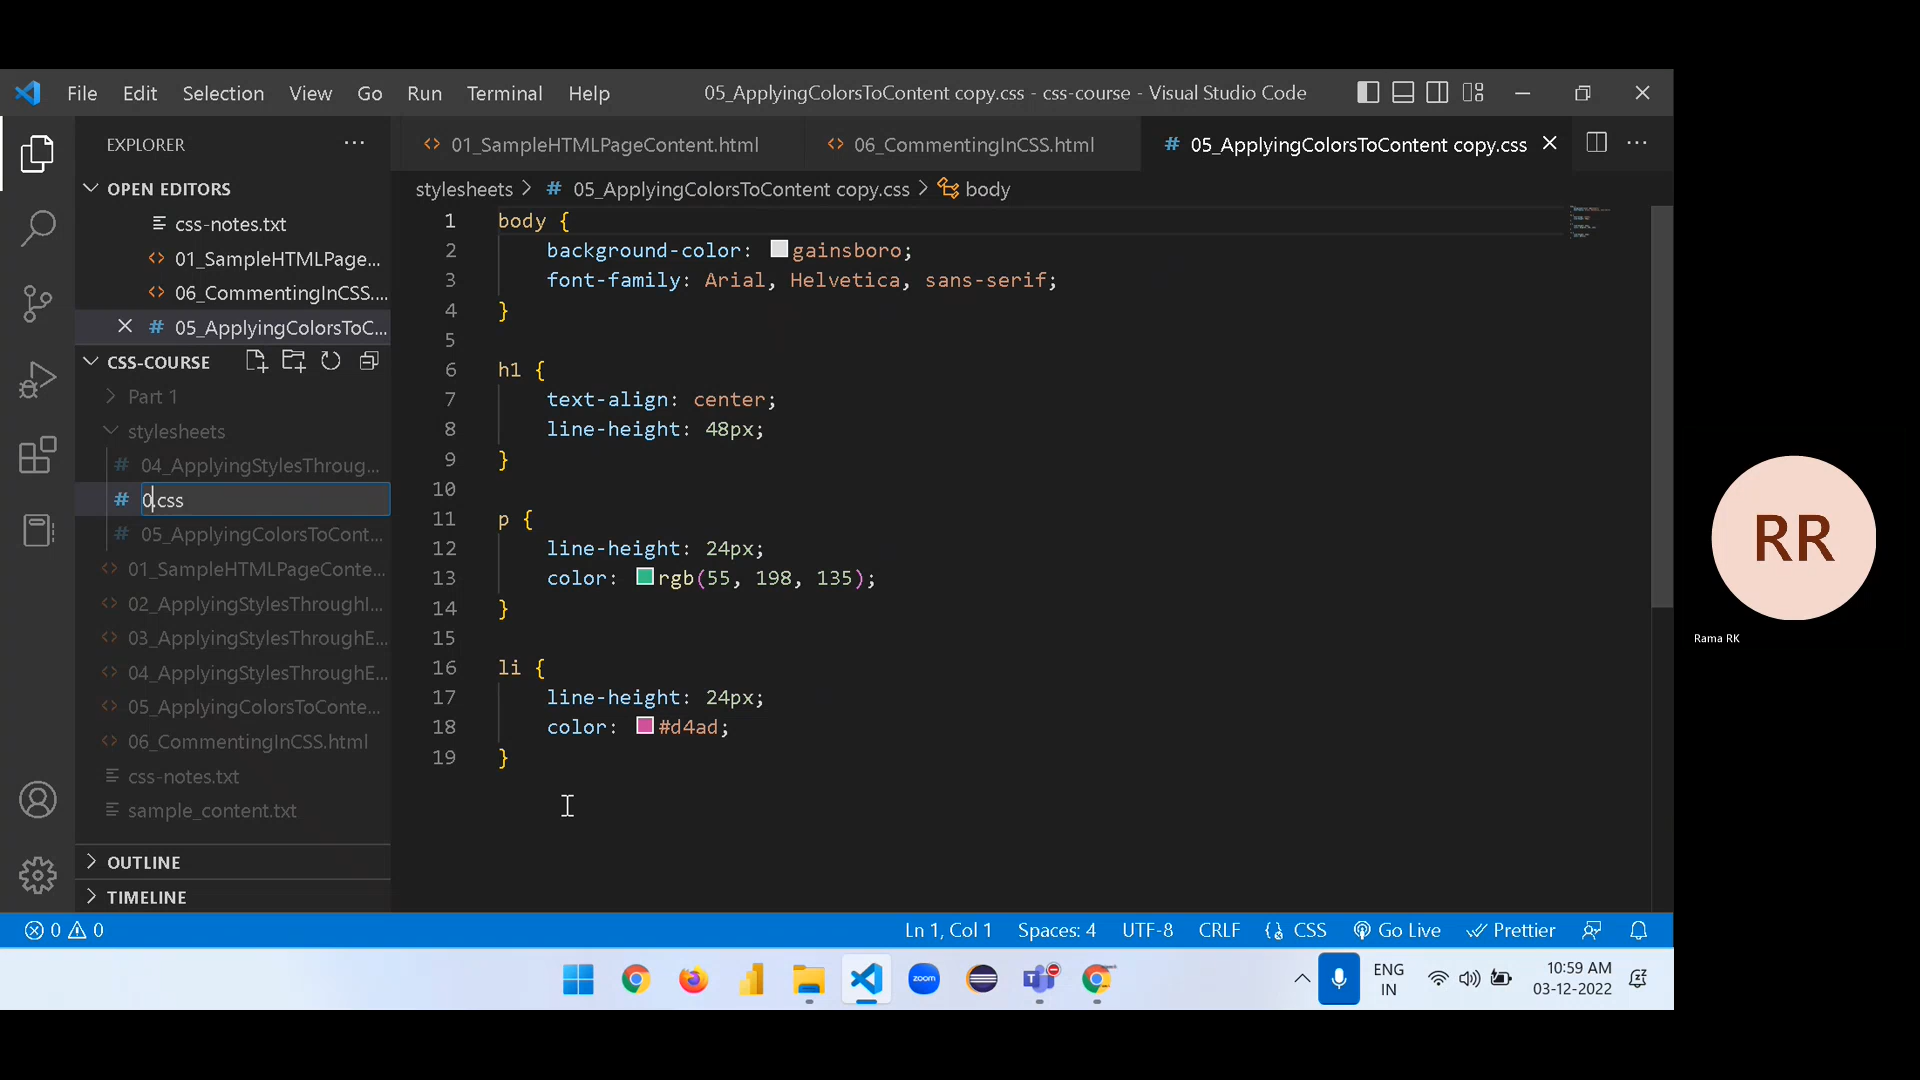 File Edit Selection View Go Run Terminal Help 05_ApplyingColorsToContent copy.css - css-course - Visual Studio Code
EXPLORER ···
01_SampleHTMLPageContent.html 06_CommentingInCSS.html # 05_ApplyingColorsToContent copy.css
stylesheets > # 05_ApplyingColorsToContent copy.css > body
OPEN EDITORS
css-notes.txt
01_SampleHTMLPage...
06_CommentingInCSS....
# 05_ApplyingColorsToC...
CSS-COURSE
Part 1
stylesheets
# 04_ApplyingStylesThroug...
# 0.css
# 05_ApplyingColorsToCont...
01_SampleHTMLPageConte...
02_ApplyingStylesThroughI...
03_ApplyingStylesThroughE...
04_ApplyingStylesThroughE...
05_ApplyingColorsToConte...
06_CommentingInCSS.html
css-notes.txt
sample_content.txt
OUTLINE
TIMELINE
1 body {
2 background-color: gainsboro;
3 font-family: Arial, Helvetica, sans-serif;
4 }
5
6 h1 {
7 text-align: center;
8 line-height: 48px;
9 }
10
11 p {
12 line-height: 24px;
13 color: rgb(55, 198, 135);
14 }
15
16 li {
17 line-height: 24px;
18 color: #d4ad;
19 }
RR
Rama RK
0 0 Ln 1, Col 1 Spaces: 4 UTF-8 CRLF CSS Go Live Prettier
zoom
ENG
IN
10:59 AM
03-12-2022